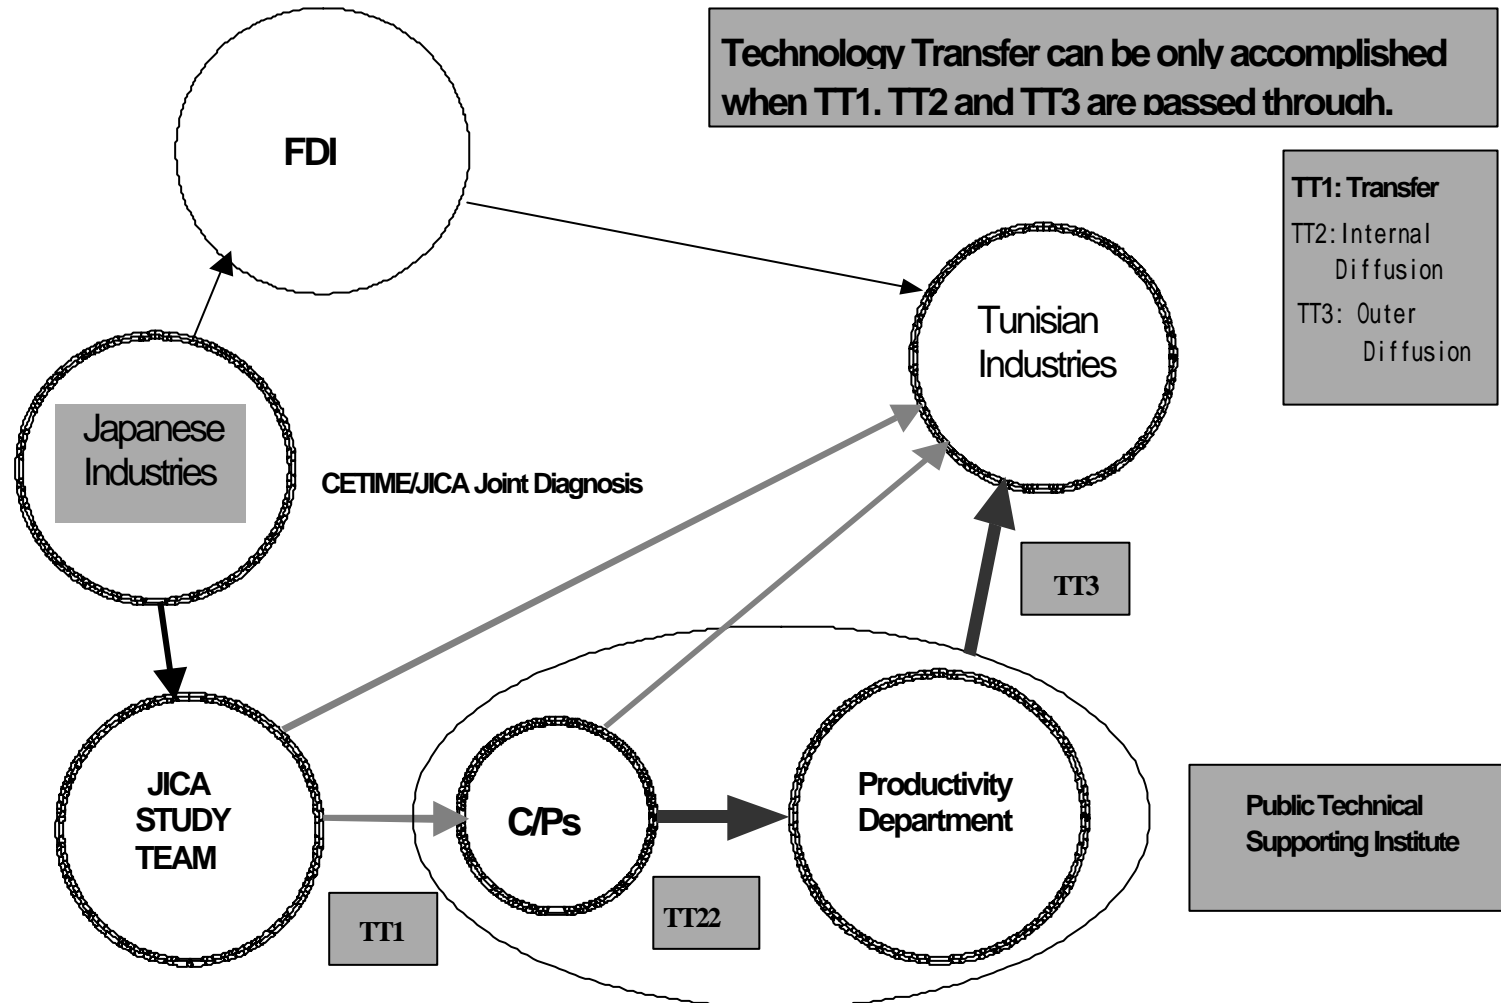 Technology Transfer can be only accomplished
when TT1. TT2 and TT3 are passed through.
FDI
TT1: Transfer
TT2: Internal
Diffusion
TT3: Outer
Diffusion
Tunisian
Industries
Japanese
Industries
CETIME/JICA Joint Diagnosis
TT3
JICA
STUDY
TEAM
C/Ps
Productivity
Department
Public Technical
Supporting Institute
TT1
TT22